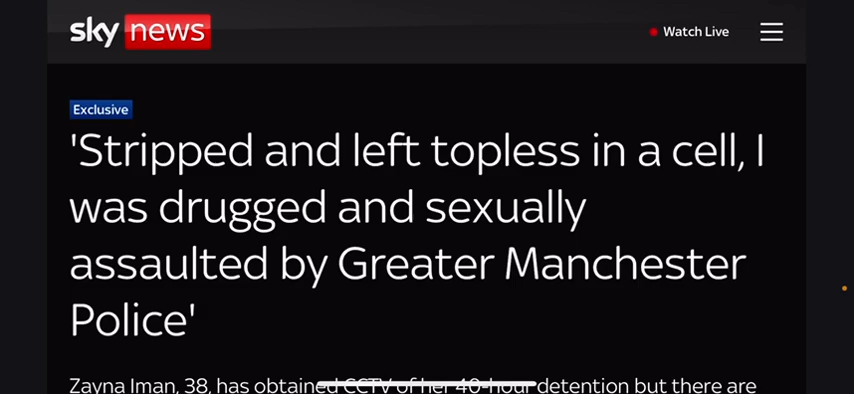 sky news
Watch Live
Exclusive
'Stripped and left topless in a cell, I
was drugged and sexually
assaulted by Greater Manchester
Police'
Zayna Iman, 38, has obtained CCTV of her 40-hour detention but there are